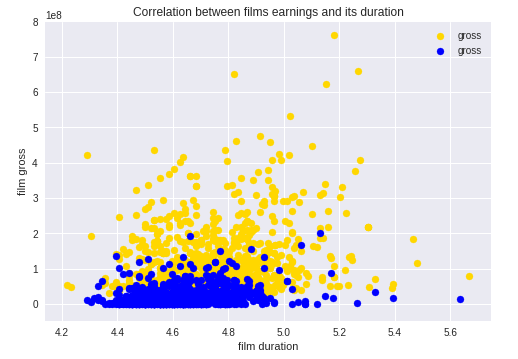 Correlation between films earnings and its duration
1e8
8
7
6
5
4
3
2
1
0
film gross
gross
gross
4.2 4.4 4.6 4.8 5.0 5.2 5.4 5.6
film duration